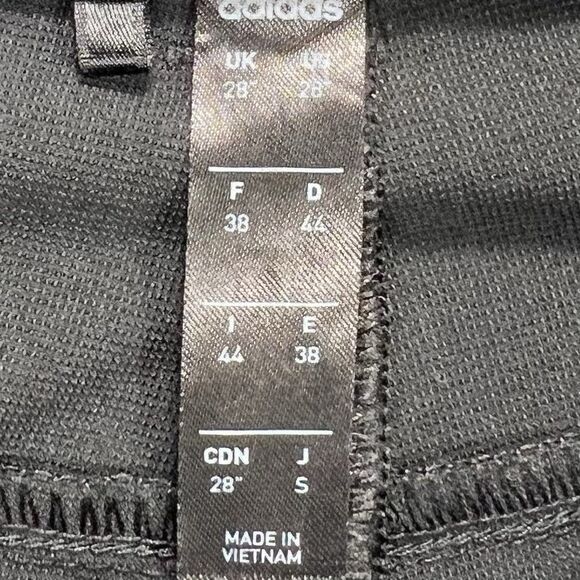 adidas
UK US
28" 28"
F D
38 44
I E
44 38
CDN J
28" S
MADE IN
VIETNAM